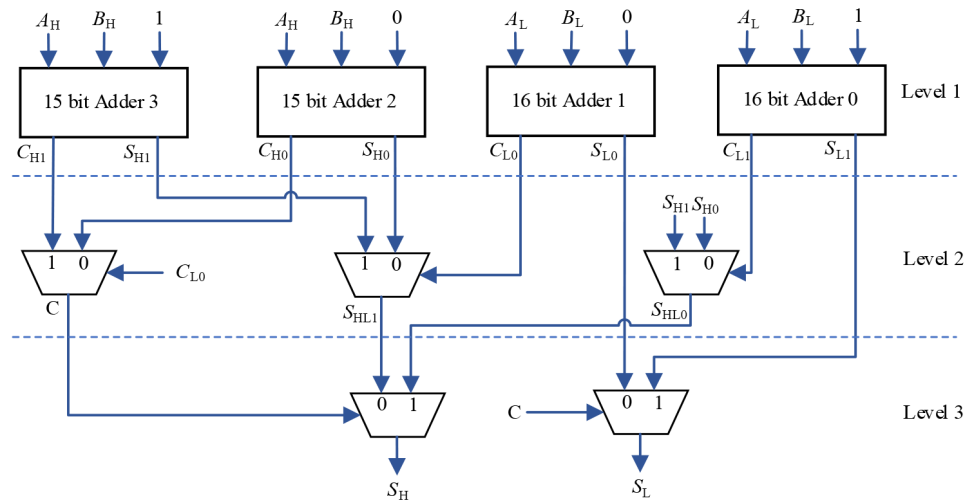 A_H B_H 1 A_H B_H 0 A_L B_L 0 A_L B_L 1
15 bit Adder 3 15 bit Adder 2 16 bit Adder 1 16 bit Adder 0 Level 1
C_H1 S_H1 C_H0 S_H0 C_L0 S_L0 C_L1 S_L1
S_H1 S_H0
1 0 1 0 1 0 Level 2
C_L0
C S_HL1 S_HL0
0 1 0 1
C Level 3
S_H S_L